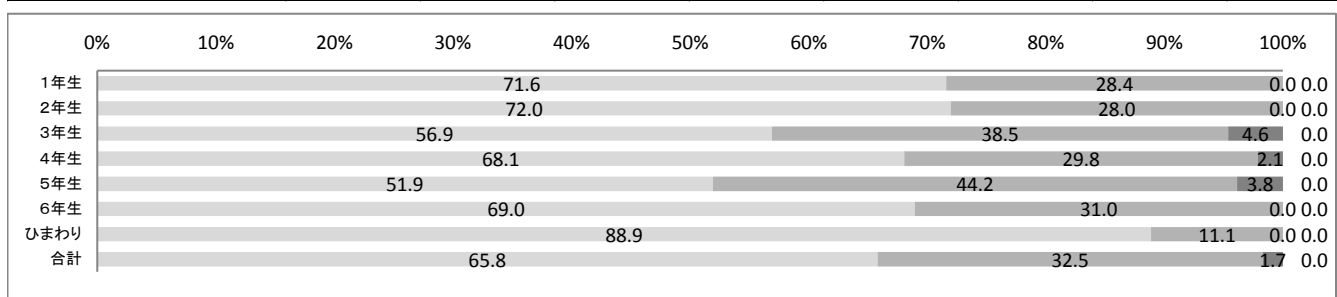 0% 10% 20% 30% 40% 50% 60% 70% 80% 90% 100%
1年生 71.6 28.4 0.0 0.0
2年生 72.0 28.0 0.0 0.0
3年生 56.9 38.5 4.6 0.0
4年生 68.1 29.8 2.1 0.0
5年生 51.9 44.2 3.8 0.0
6年生 69.0 31.0 0.0 0.0
ひまわり 88.9 11.1 0.0 0.0
合計 65.8 32.5 1.7 0.0